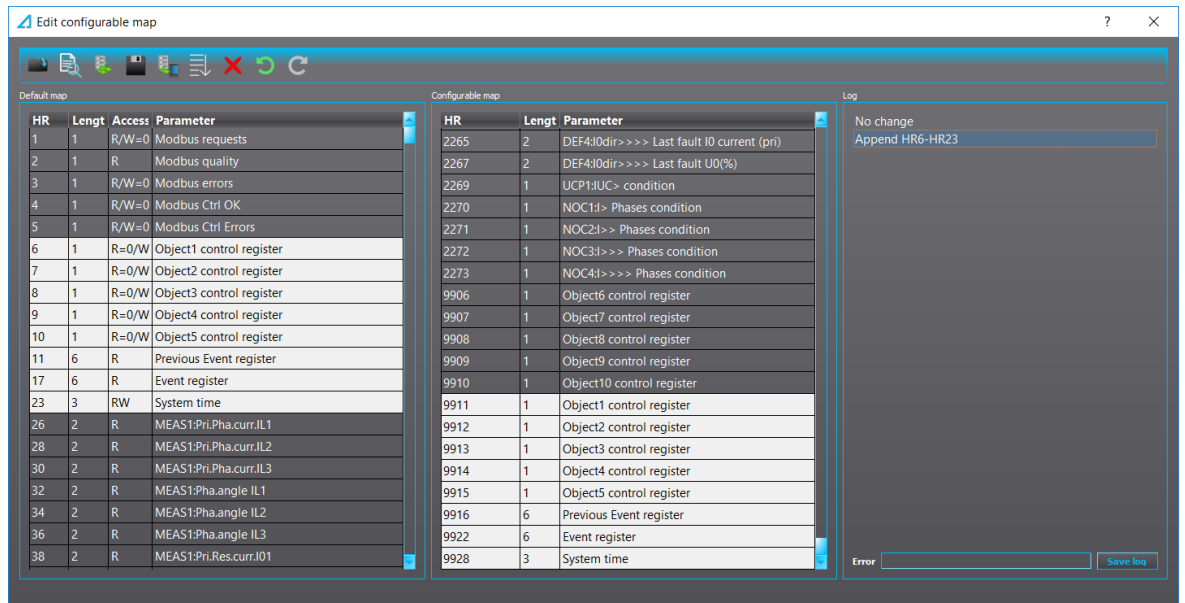 Edit configurable map
?
Default map
HR Lengt Access Parameter
1 1 R/W=0 Modbus requests
2 1 R Modbus quality
3 1 R/W=0 Modbus errors
4 1 R/W=0 Modbus Ctrl OK
5 1 R/W=0 Modbus Ctrl Errors
6 1 R=0/W Object1 control register
7 1 R=0/W Object2 control register
8 1 R=0/W Object3 control register
9 1 R=0/W Object4 control register
10 1 R=0/W Object5 control register
11 6 R Previous Event register
17 6 R Event register
23 3 RW System time
26 2 R MEAS1:Pri.Pha.curr.IL1
28 2 R MEAS1:Pri.Pha.curr.IL2
30 2 R MEAS1:Pri.Pha.curr.IL3
32 2 R MEAS1:Pha.angle IL1
34 2 R MEAS1:Pha.angle IL2
36 2 R MEAS1:Pha.angle IL3
38 2 R MEAS1:Pri.Res.curr.I01
Configurable map
HR Lengt Parameter
2265 2 DEF4:I0dir>>>> Last fault I0 current (pri)
2267 2 DEF4:I0dir>>>> Last fault U0(%)
2269 1 UCP1:IUC> condition
2270 1 NOC1:I> Phases condition
2271 1 NOC2:I>> Phases condition
2272 1 NOC3:I>>> Phases condition
2273 1 NOC4:I>>>> Phases condition
9906 1 Object6 control register
9907 1 Object7 control register
9908 1 Object8 control register
9909 1 Object9 control register
9910 1 Object10 control register
9911 1 Object1 control register
9912 1 Object2 control register
9913 1 Object3 control register
9914 1 Object4 control register
9915 1 Object5 control register
9916 6 Previous Event register
9922 6 Event register
9928 3 System time
Log
No change
Append HR6-HR23
Error
Save log